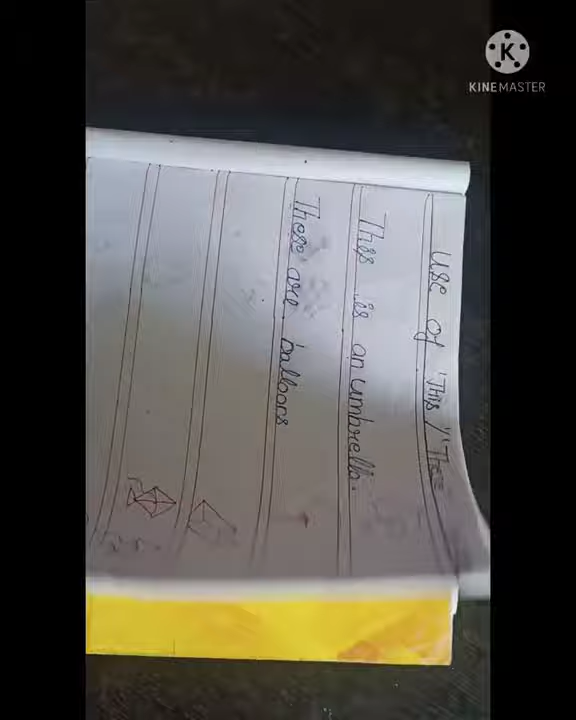 KINEMASTER
Use of 'This / These
This is an umbrella.
These are balloons